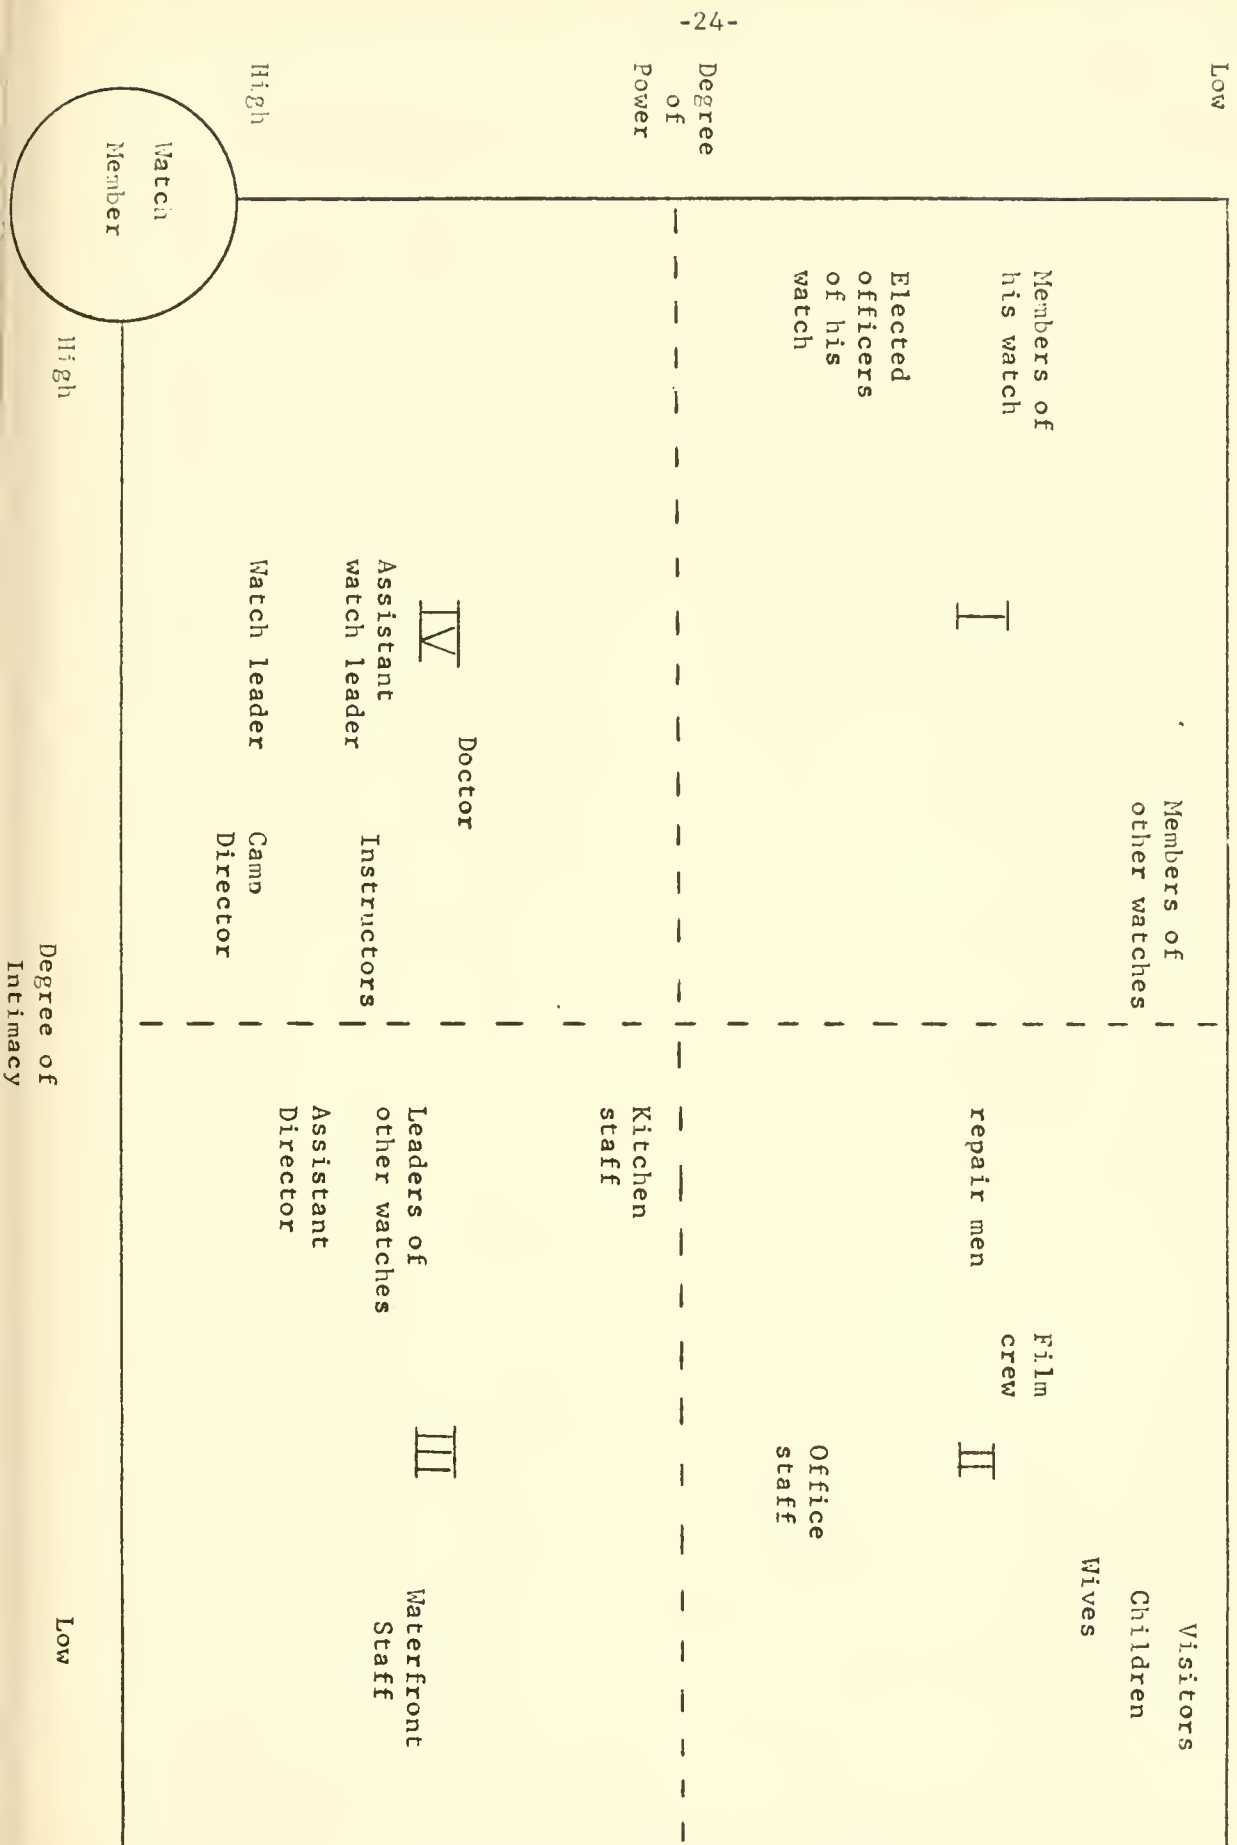 -24-
Low
Degree
of
Power
High
Members of
his watch
Elected
officers
of his
watch
I
Members of
other watches
Visitors
Children
Wives
repair men
Film
crew
II
Office
staff
IV
Doctor
Assistant
watch leader
Instructors
Watch leader
Camp
Director
Kitchen
staff
Leaders of
other watches
Assistant
Director
III
Waterfront
Staff
Watch
Member
High
Degree of
Intimacy
Low